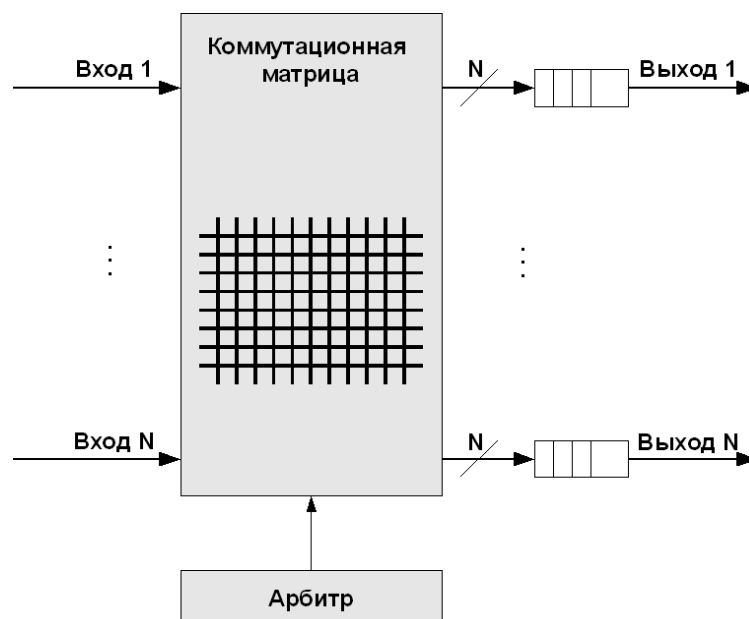 Коммутационная
матрица
Вход 1
N
Выход 1
Вход N
N
Выход N
Арбитр